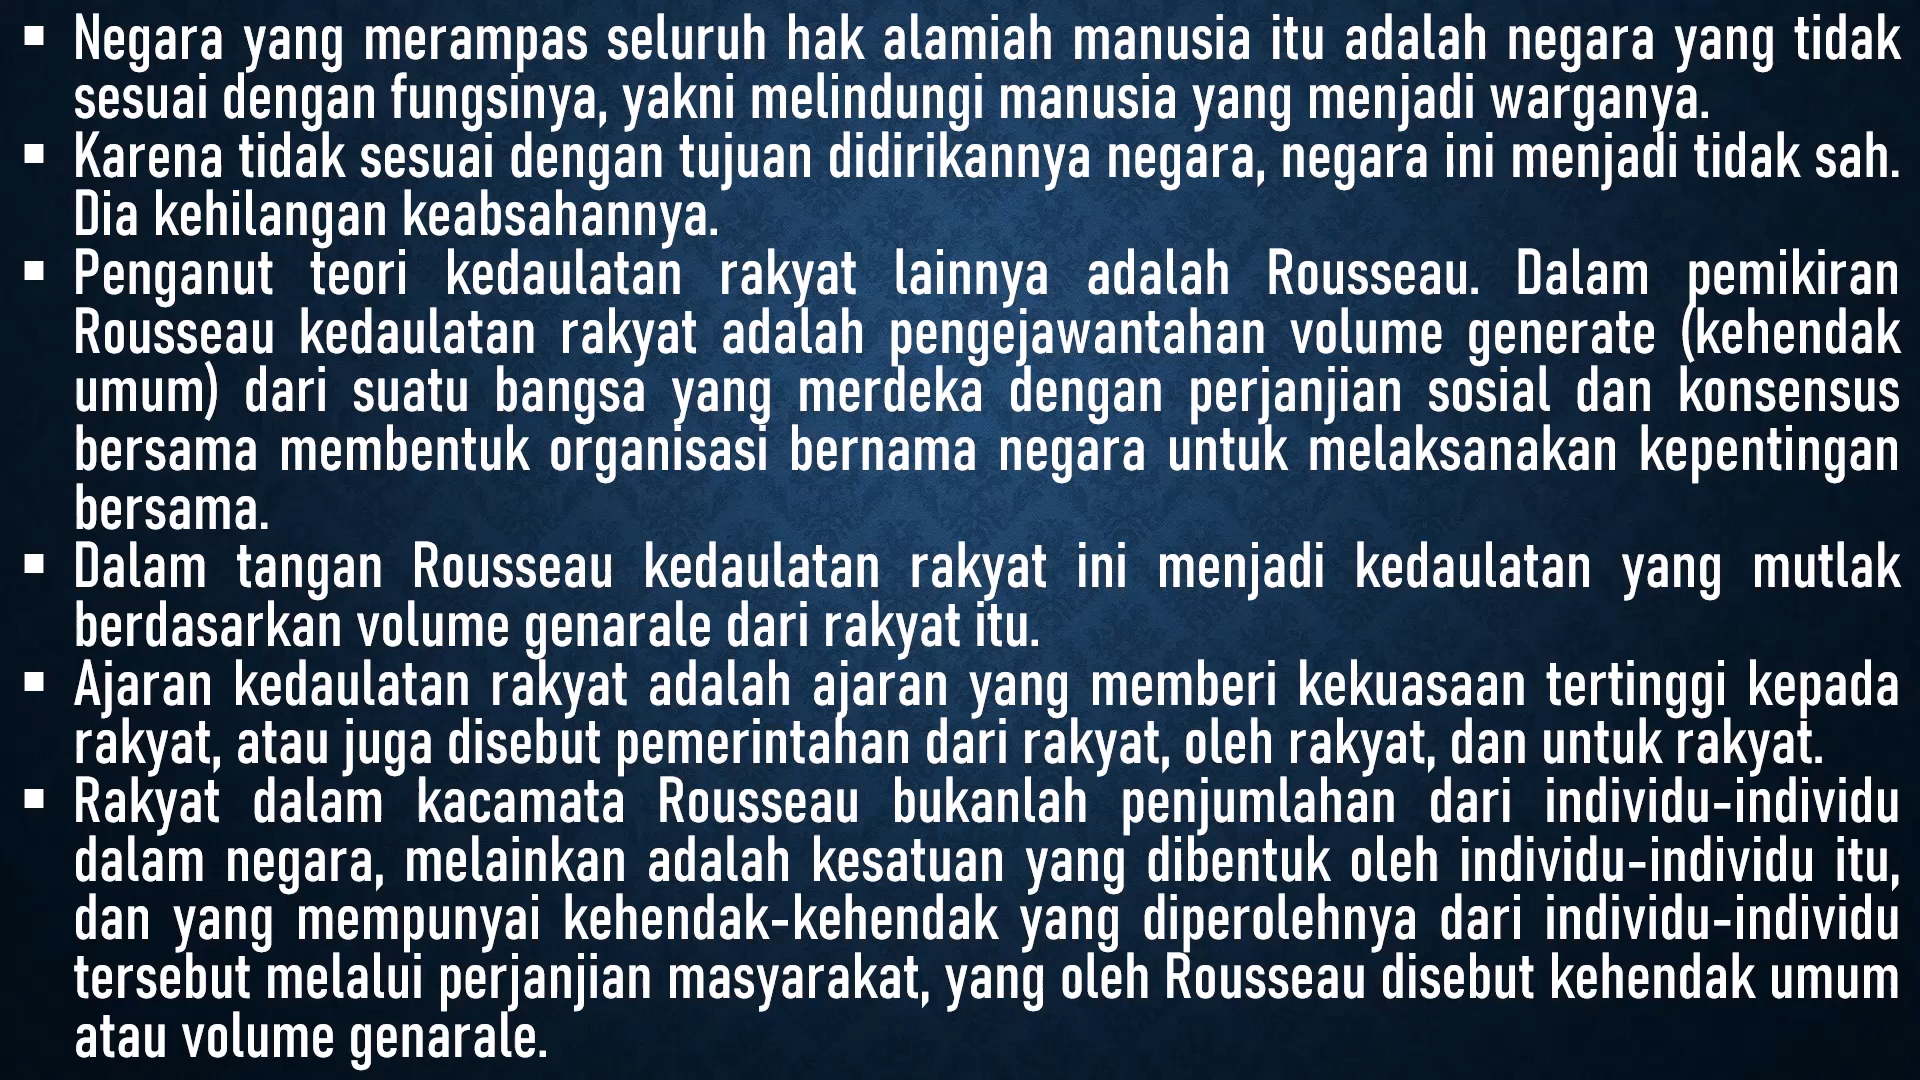 ▪ Negara yang merampas seluruh hak alamiah manusia itu adalah negara yang tidak
sesuai dengan fungsinya, yakni melindungi manusia yang menjadi warganya.
▪ Karena tidak sesuai dengan tujuan didirikannya negara, negara ini menjadi tidak sah.
Dia kehilangan keabsahannya.
▪ Penganut teori kedaulatan rakyat lainnya adalah Rousseau. Dalam pemikiran
Rousseau kedaulatan rakyat adalah pengejawantahan volume generate (kehendak
umum) dari suatu bangsa yang merdeka dengan perjanjian sosial dan konsensus
bersama membentuk organisasi bernama negara untuk melaksanakan kepentingan
bersama.
▪ Dalam tangan Rousseau kedaulatan rakyat ini menjadi kedaulatan yang mutlak
berdasarkan volume genarale dari rakyat itu.
▪ Ajaran kedaulatan rakyat adalah ajaran yang memberi kekuasaan tertinggi kepada
rakyat, atau juga disebut pemerintahan dari rakyat, oleh rakyat, dan untuk rakyat.
▪ Rakyat dalam kacamata Rousseau bukanlah penjumlahan dari individu-individu
dalam negara, melainkan adalah kesatuan yang dibentuk oleh individu-individu itu,
dan yang mempunyai kehendak-kehendak yang diperolehnya dari individu-individu
tersebut melalui perjanjian masyarakat, yang oleh Rousseau disebut kehendak umum
atau volume genarale.